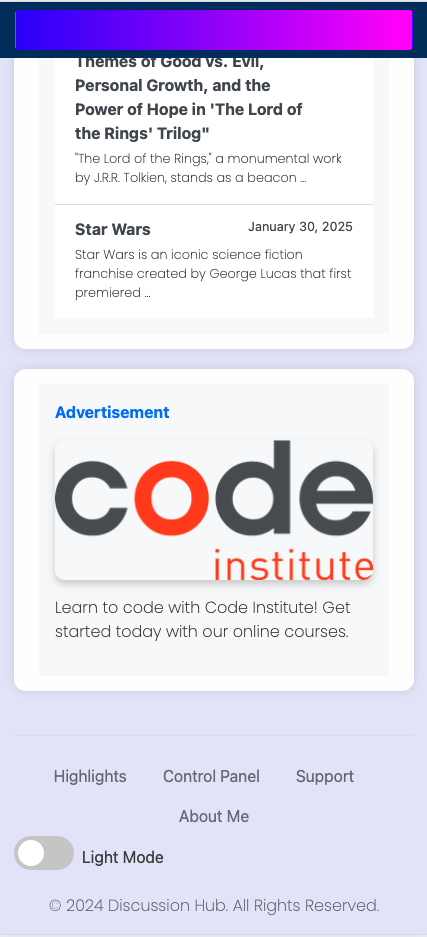 Themes of Good vs. Evil,
Personal Growth, and the
Power of Hope in 'The Lord of
the Rings' Trilog"
"The Lord of the Rings," a monumental work
by J.R.R. Tolkien, stands as a beacon ...
Star Wars
January 30, 2025
Star Wars is an iconic science fiction
franchise created by George Lucas that first
premiered ...
Advertisement
code
institute
Learn to code with Code Institute! Get
started today with our online courses.
Highlights
Control Panel
Support
About Me
Light Mode
© 2024 Discussion Hub. All Rights Reserved.